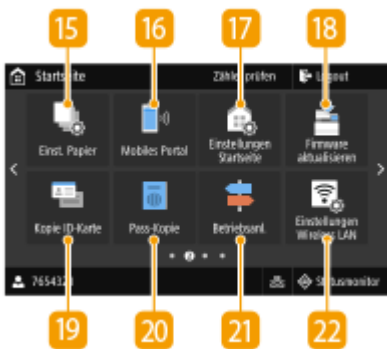 15 16 17 18
Startseite Zähler prüfen Logout
Einst. Papier Mobiles Portal Einstellungen Startseite Firmware aktualisieren
Kopie ID-Karte Pass-Kopie Betriebsanl. Einstellungen Wireless LAN
2
Statusmonitor
19 20 21 22